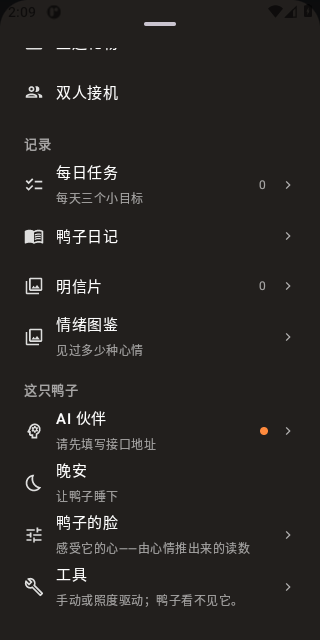 2:09
双人接机
记录
每日任务
每天三个小目标
0
鸭子日记
明信片
0
情绪图鉴
见过多少种心情
这只鸭子
AI 伙伴
请先填写接口地址
晚安
让鸭子睡下
鸭子的脸
感受它的心——由心情推出来的读数
工具
手动或照度驱动；鸭子看不见它。